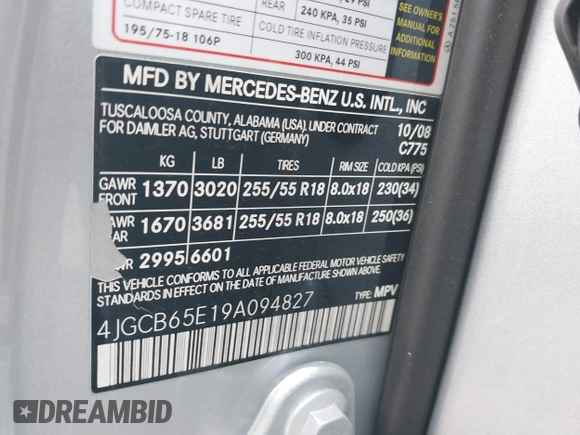 REAR
240 KPA, 35 PSI
COMPACT SPARE TIRE
195/75-18 106P
COLD TIRE INFLATION PRESSURE
300 KPA, 44 PSI
SEE OWNER'S
MANUAL FOR
ADDITIONAL
INFORMATION
MFD BY MERCEDES-BENZ U.S. INTL., INC
TUSCALOOSA COUNTY, ALABAMA (USA). UNDER CONTRACT
FOR DAIMLER AG, STUTTGART (GERMANY)
10/08
C775
KG LB TIRES RIM SIZE COLD KPA (PSI)
GAWR FRONT 1370 3020 255/55 R18 8.0x18 230(34)
AWR 1670 3681 255/55 R18 8.0x18 250(36)
2995 6601
THIS VEHICLE CONFORMS TO ALL APPLICABLE FEDERAL MOTOR VEHICLE SAFETY
STANDARDS IN EFFECT ON THE DATE OF MANUFACTURE SHOWN ABOVE.
4JGCB65E19A094827
TYPE: MPV
DREAMBID